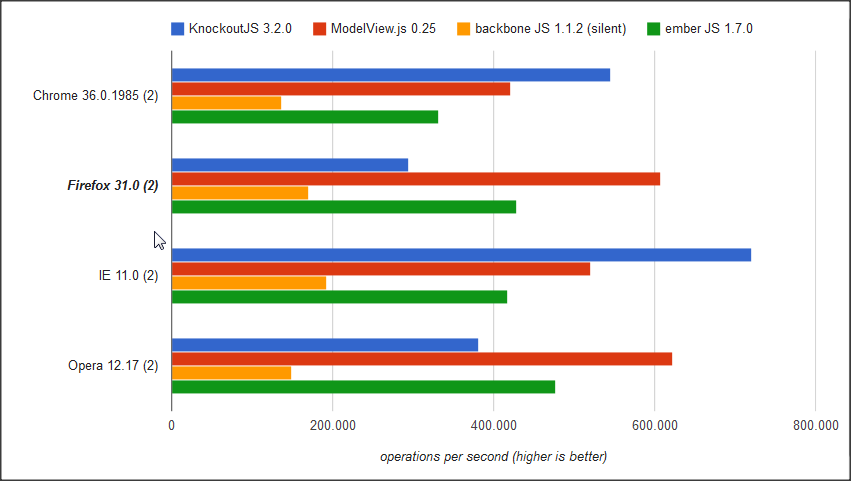 KnockoutJS 3.2.0 ModelView.js 0.25 backbone JS 1.1.2 (silent) ember JS 1.7.0
Chrome 36.0.1985 (2)
Firefox 31.0 (2)
IE 11.0 (2)
Opera 12.17 (2)
0 200.000 400.000 600.000 800.000
operations per second (higher is better)